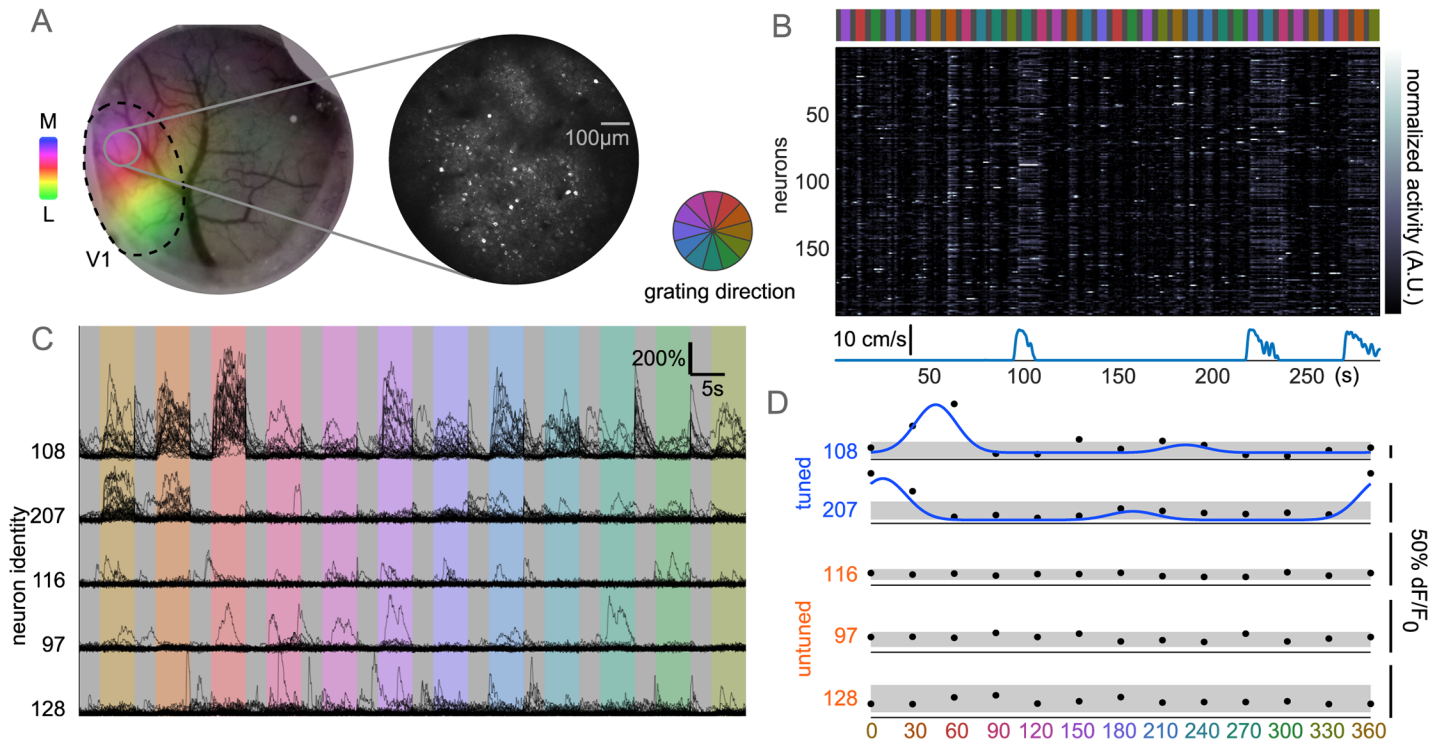 A
M
L
V1
100µm
grating direction
B
50
100
150
neurons
normalized activity (A.U.)
10 cm/s
50 100 150 200 250 (s)
C
200%
5s
neuron identity
108
207
116
97
128
D
tuned
108
207
untuned
116
97
128
50% dF/F0
0 30 60 90 120 150 180 210 240 270 300 330 360